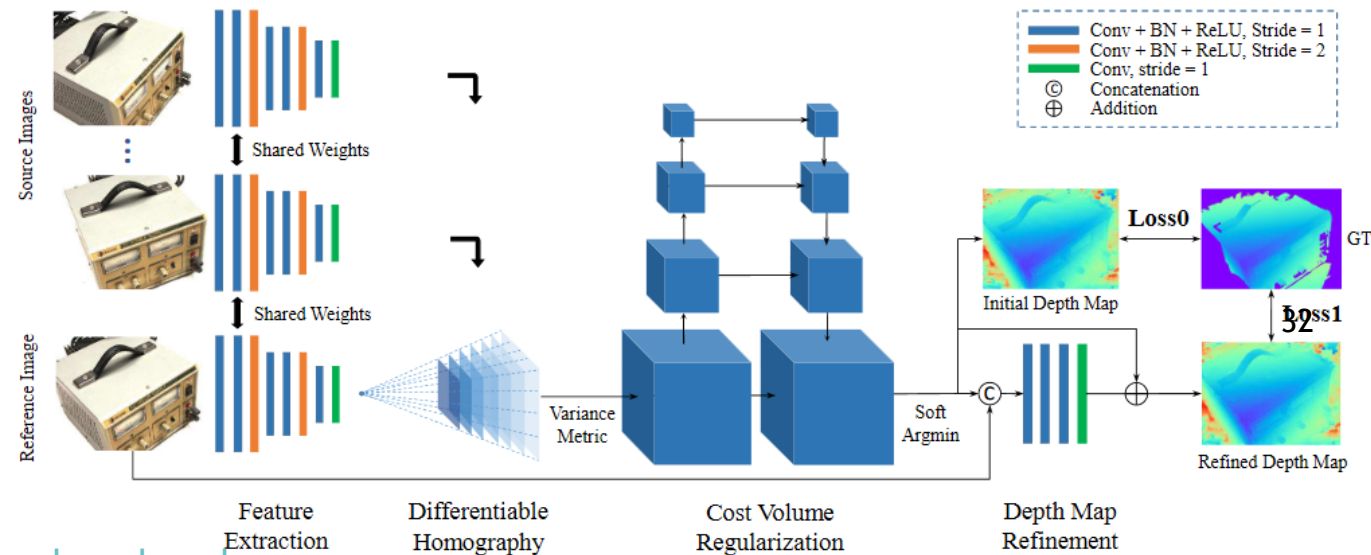 Source Images
Reference Image
Shared Weights
Shared Weights
Conv + BN + ReLU, Stride = 1
Conv + BN + ReLU, Stride = 2
Conv, stride = 1
C Concatenation
Addition
Variance
Metric
Soft
Argmin
C
Initial Depth Map
Loss0
GT
Loss1
52
Refined Depth Map
Feature
Extraction
Differentiable
Homography
Cost Volume
Regularization
Depth Map
Refinement